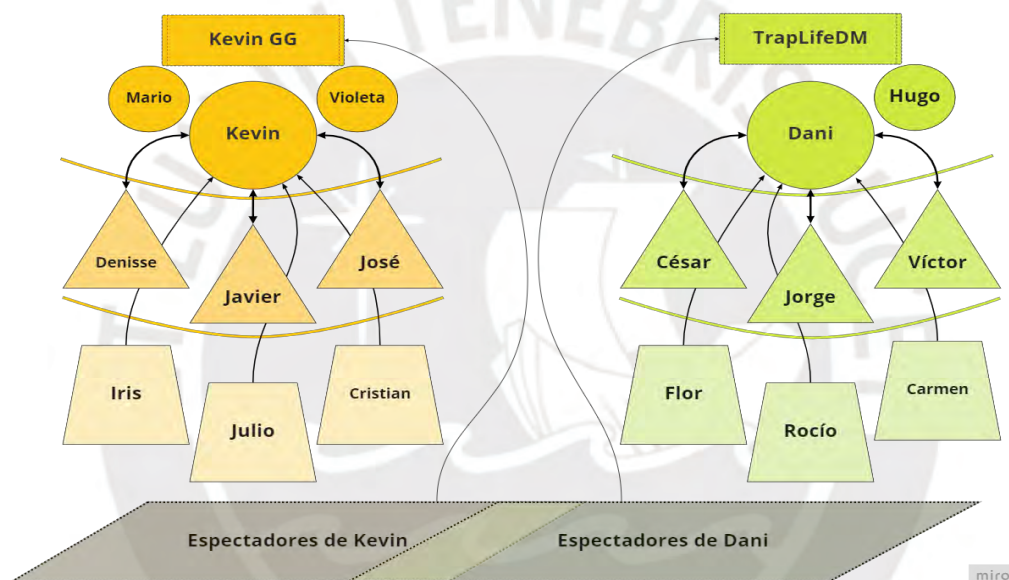 Kevin GG
TrapLifeDM
Mario
Violeta
Hugo
Kevin
Dani
Denisse
José
César
Víctor
Javier
Jorge
Iris
Cristian
Flor
Carmen
Julio
Rocío
Espectadores de Kevin
Espectadores de Dani
miro